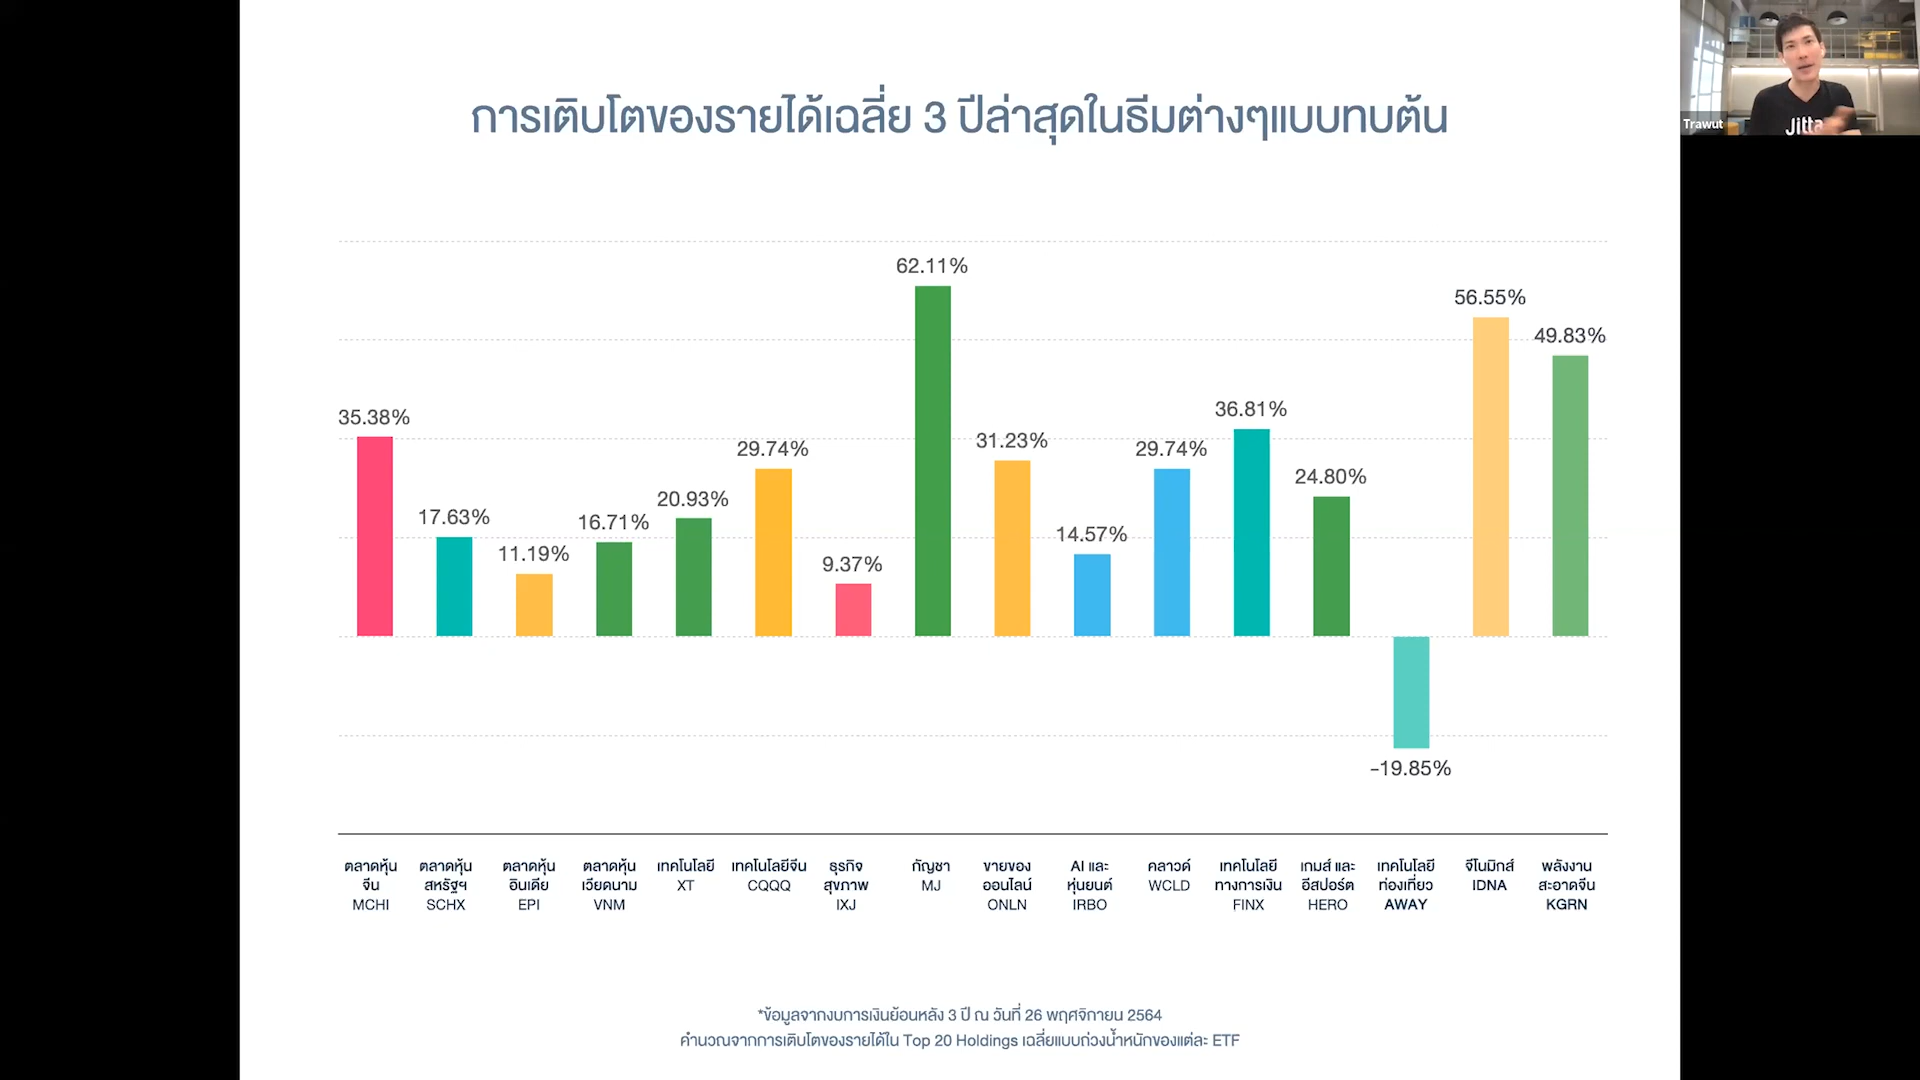 การเติบโตของรายได้เฉลี่ย 3 ปีล่าสุดในธีมต่างๆแบบทบต้น
Trawut
Jitta
62.11%
56.55%
49.83%
35.38%
36.81%
31.23%
29.74%
29.74%
24.80%
20.93%
17.63%
16.71%
14.57%
11.19%
9.37%
-19.85%
ตลาดหุ้น
จีน
MCHI
ตลาดหุ้น
สหรัฐฯ
SCHX
ตลาดหุ้น
อินเดีย
EPI
ตลาดหุ้น
เวียดนาม
VNM
เทคโนโลยี
XT
เทคโนโลยีจีน
CQQQ
ธุรกิจ
สุขภาพ
IXJ
กัญชา
MJ
ขายของ
ออนไลน์
ONLN
AI และ
หุ่นยนต์
IRBO
คลาวด์
WCLD
เทคโนโลยี
ทางการเงิน
FINX
เกมส์ และ
อีสปอร์ต
HERO
เทคโนโลยี
ท่องเที่ยว
AWAY
จีโนมิกส์
IDNA
พลังงาน
สะอาดจีน
KGRN
*ข้อมูลจากงบการเงินย้อนหลัง 3 ปี ณ วันที่ 26 พฤศจิกายน 2564
คำนวณจากการเติบโตของรายได้ใน Top 20 Holdings เฉลี่ยแบบถ่วงน้ำหนักของแต่ละ ETF